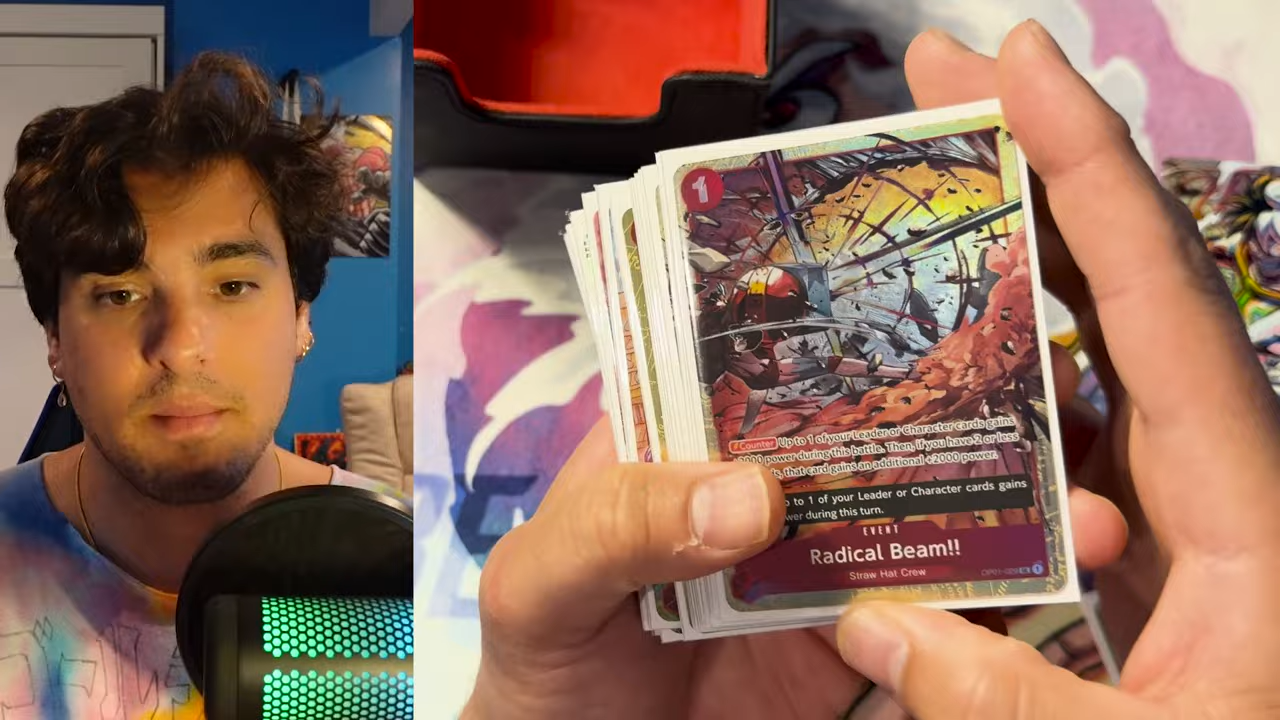 1
Counter Up to 1 of your Leader or Character cards gains
power during this battle. Then, if you have 2 or less
that card gains an additional +2000 power.
to 1 of your Leader or Character cards gains
during this turn.
EVENT
Radical Beam!!
Straw Hat Crew
OP01-029